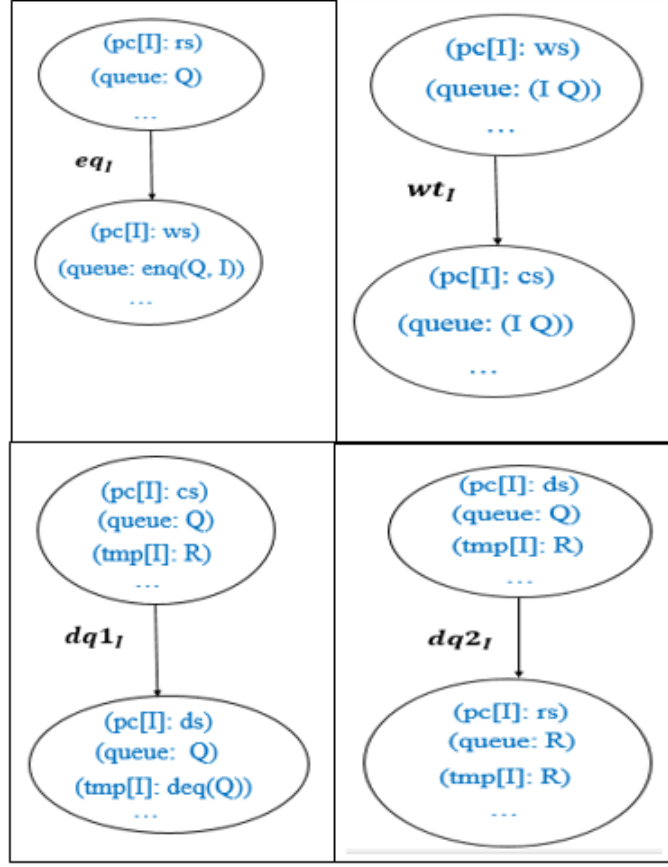 (pc[I]: rs)
(queue: Q)
...
eq_I
(pc[I]: ws)
(queue: enq(Q, I))
...
(pc[I]: ws)
(queue: (I Q))
...
wt_I
(pc[I]: cs)
(queue: (I Q))
...
(pc[I]: cs)
(queue: Q)
(tmp[I]: R)
...
dq1_I
(pc[I]: ds)
(queue: Q)
(tmp[I]: deq(Q))
...
(pc[I]: ds)
(queue: Q)
(tmp[I]: R)
...
dq2_I
(pc[I]: rs)
(queue: R)
(tmp[I]: R)
...